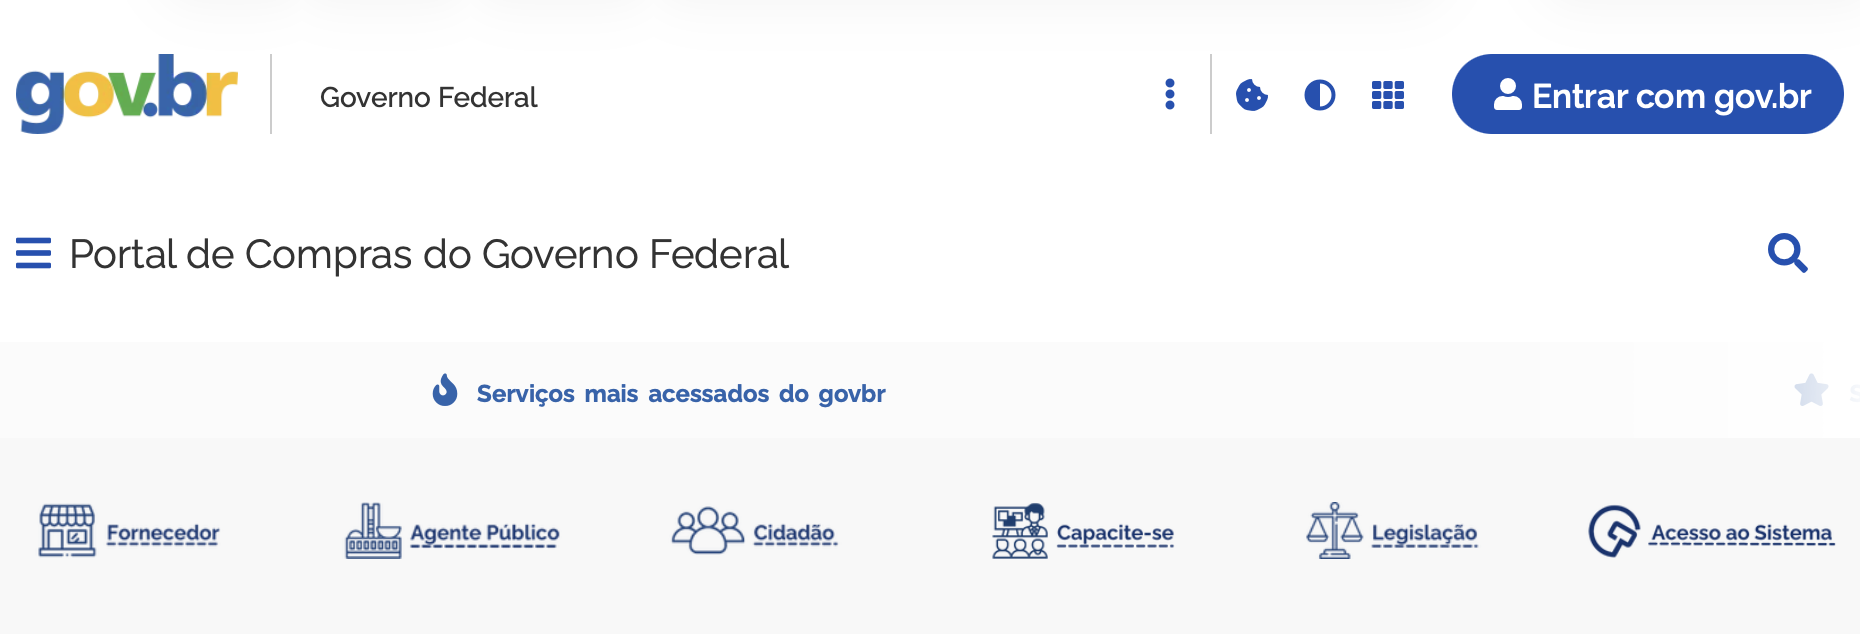 gov.br
Governo Federal
Entrar com gov.br
Portal de Compras do Governo Federal
Serviços mais acessados do govbr
Fornecedor
Agente Público
Cidadão
Capacite-se
Legislação
Acesso ao Sistema